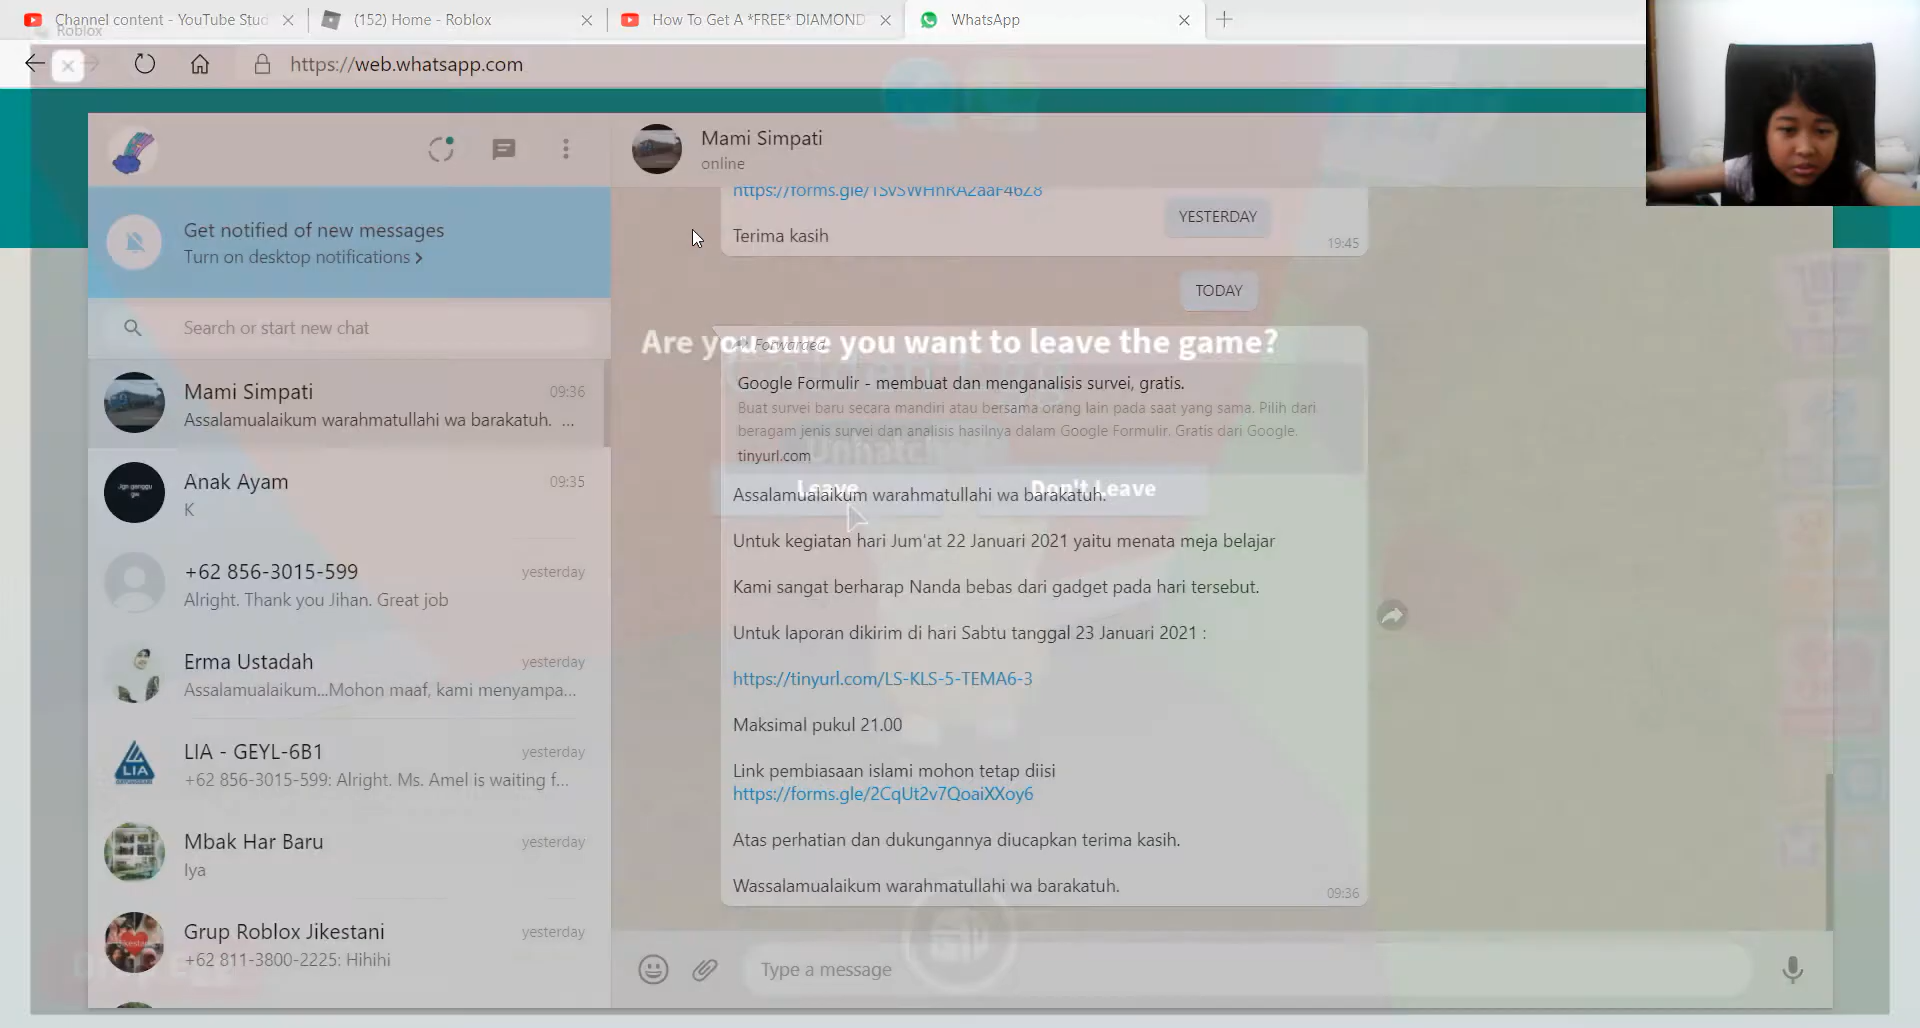 Channel content - YouTube Stud
(152) Home - Roblox
How To Get A *FREE* DIAMOND
WhatsApp
Roblox
https://web.whatsapp.com
Mami Simpati
online
Get notified of new messages
Turn on desktop notifications
Search or start new chat
Mami Simpati
09:36
Assalamualaikum warahmatullahi wa barakatuh. ...
Anak Ayam
09:35
K
+62 856-3015-599
yesterday
Alright. Thank you Jihan. Great job
Erma Ustadah
yesterday
Assalamualaikum...Mohon maaf, kami menyampa...
LIA
LIA - GEYL-6B1
yesterday
+62 856-3015-599: Alright. Ms. Amel is waiting f...
Mbak Har Baru
yesterday
Iya
Grup Roblox Jikestani
yesterday
+62 811-3800-2225: Hihihi
https://forms.gle/1SvSWHnRA2aaF46Z8
YESTERDAY
Terima kasih
19:45
TODAY
Are you sure you want to leave the game?
Forwarded
Google Formulir - membuat dan menganalisis survei, gratis.
Buat survei baru secara mandiri atau bersama orang lain pada saat yang sama. Pilih dari
beragam jenis survei dan analisis hasilnya dalam Google Formulir. Gratis dari Google.
tinyurl.com
Leave
Don't Leave
Assalamualaikum warahmatullahi wa barakatuh.
Untuk kegiatan hari Jum'at 22 Januari 2021 yaitu menata meja belajar
Kami sangat berharap Nanda bebas dari gadget pada hari tersebut.
Untuk laporan dikirim di hari Sabtu tanggal 23 Januari 2021 :
https://tinyurl.com/LS-KLS-5-TEMA6-3
Maksimal pukul 21.00
Link pembiasaan islami mohon tetap diisi
https://forms.gle/2CqUt2v7QoaiXXoy6
Atas perhatian dan dukungannya diucapkan terima kasih.
Wassalamualaikum warahmatullahi wa barakatuh.
09:36
Type a message